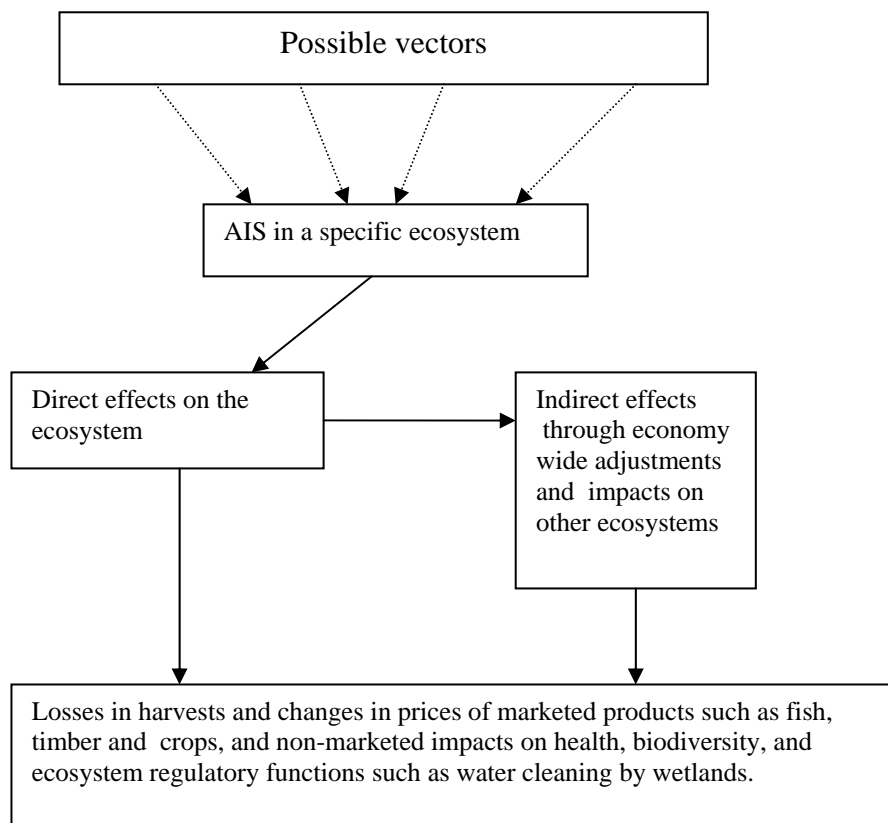 Possible vectors
AIS in a specific ecosystem
Direct effects on the
ecosystem
Indirect effects
through economy
wide adjustments
and impacts on
other ecosystems
Losses in harvests and changes in prices of marketed products such as fish,
timber and crops, and non-marketed impacts on health, biodiversity, and
ecosystem regulatory functions such as water cleaning by wetlands.